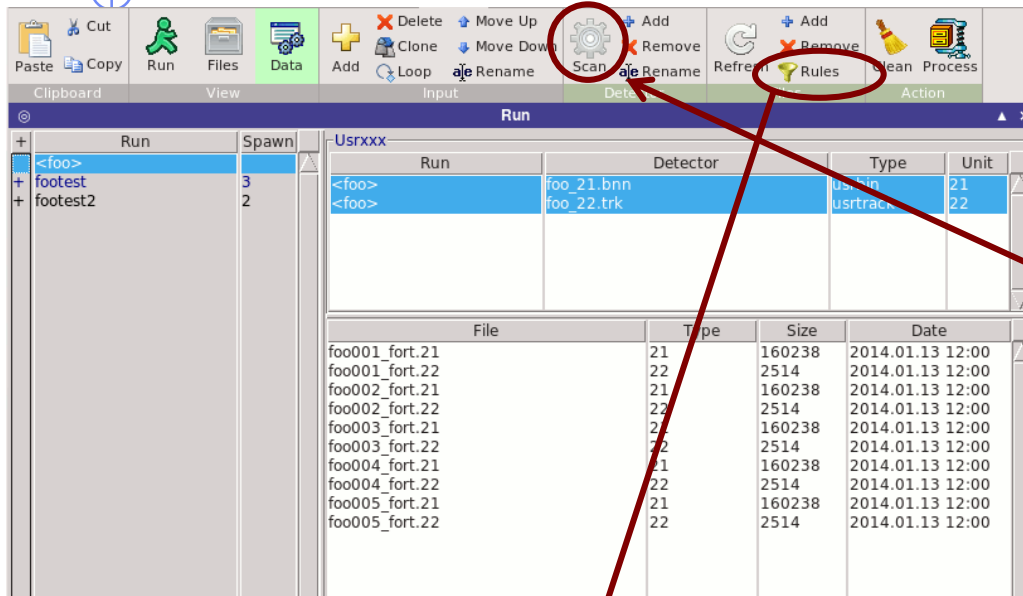 Paste Cut Copy Run Files Data Add Delete Clone Loop Move Up Move Down Rename Scan Add Remove Rename Refresh Add Remove Rules Clean Process
Clipboard View Input Action
Run
+ Run Spawn
<foo>
+ footest 3
+ footest2 2
Usrxxx
Run Detector Type Unit
<foo> foo_21.bnn usrbin 21
<foo> foo_22.trk usrtrack 22
File Type Size Date
foo001_fort.21 21 160238 2014.01.13 12:00
foo001_fort.22 22 2514 2014.01.13 12:00
foo002_fort.21 21 160238 2014.01.13 12:00
foo002_fort.22 22 2514 2014.01.13 12:00
foo003_fort.21 21 160238 2014.01.13 12:00
foo003_fort.22 22 2514 2014.01.13 12:00
foo004_fort.21 21 160238 2014.01.13 12:00
foo004_fort.22 22 2514 2014.01.13 12:00
foo005_fort.21 21 160238 2014.01.13 12:00
foo005_fort.22 22 2514 2014.01.13 12:00